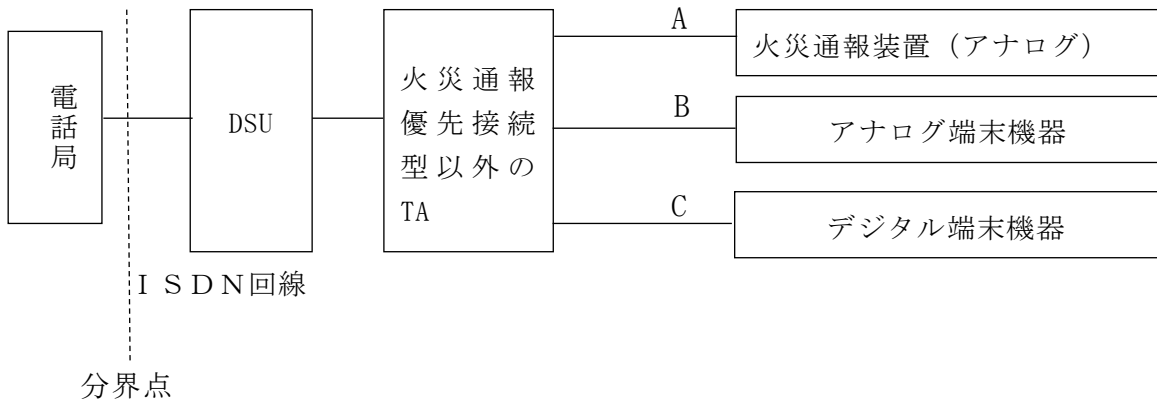 電話局
DSU
火災通報
優先接続
型以外の
TA
A
火災通報装置（アナログ）
B
アナログ端末機器
C
デジタル端末機器
ＩＳＤＮ回線
分界点